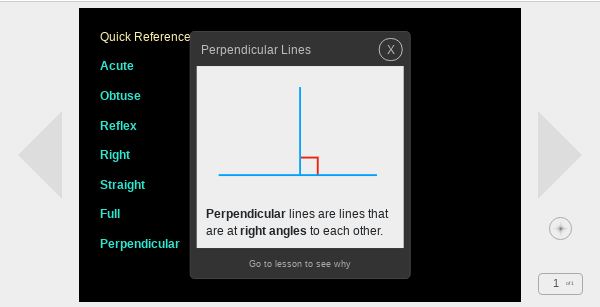 Quick Reference
Acute
Obtuse
Reflex
Right
Straight
Full
Perpendicular
Perpendicular Lines
X
Perpendicular lines are lines that
are at right angles to each other.
Go to lesson to see why
1 of 1